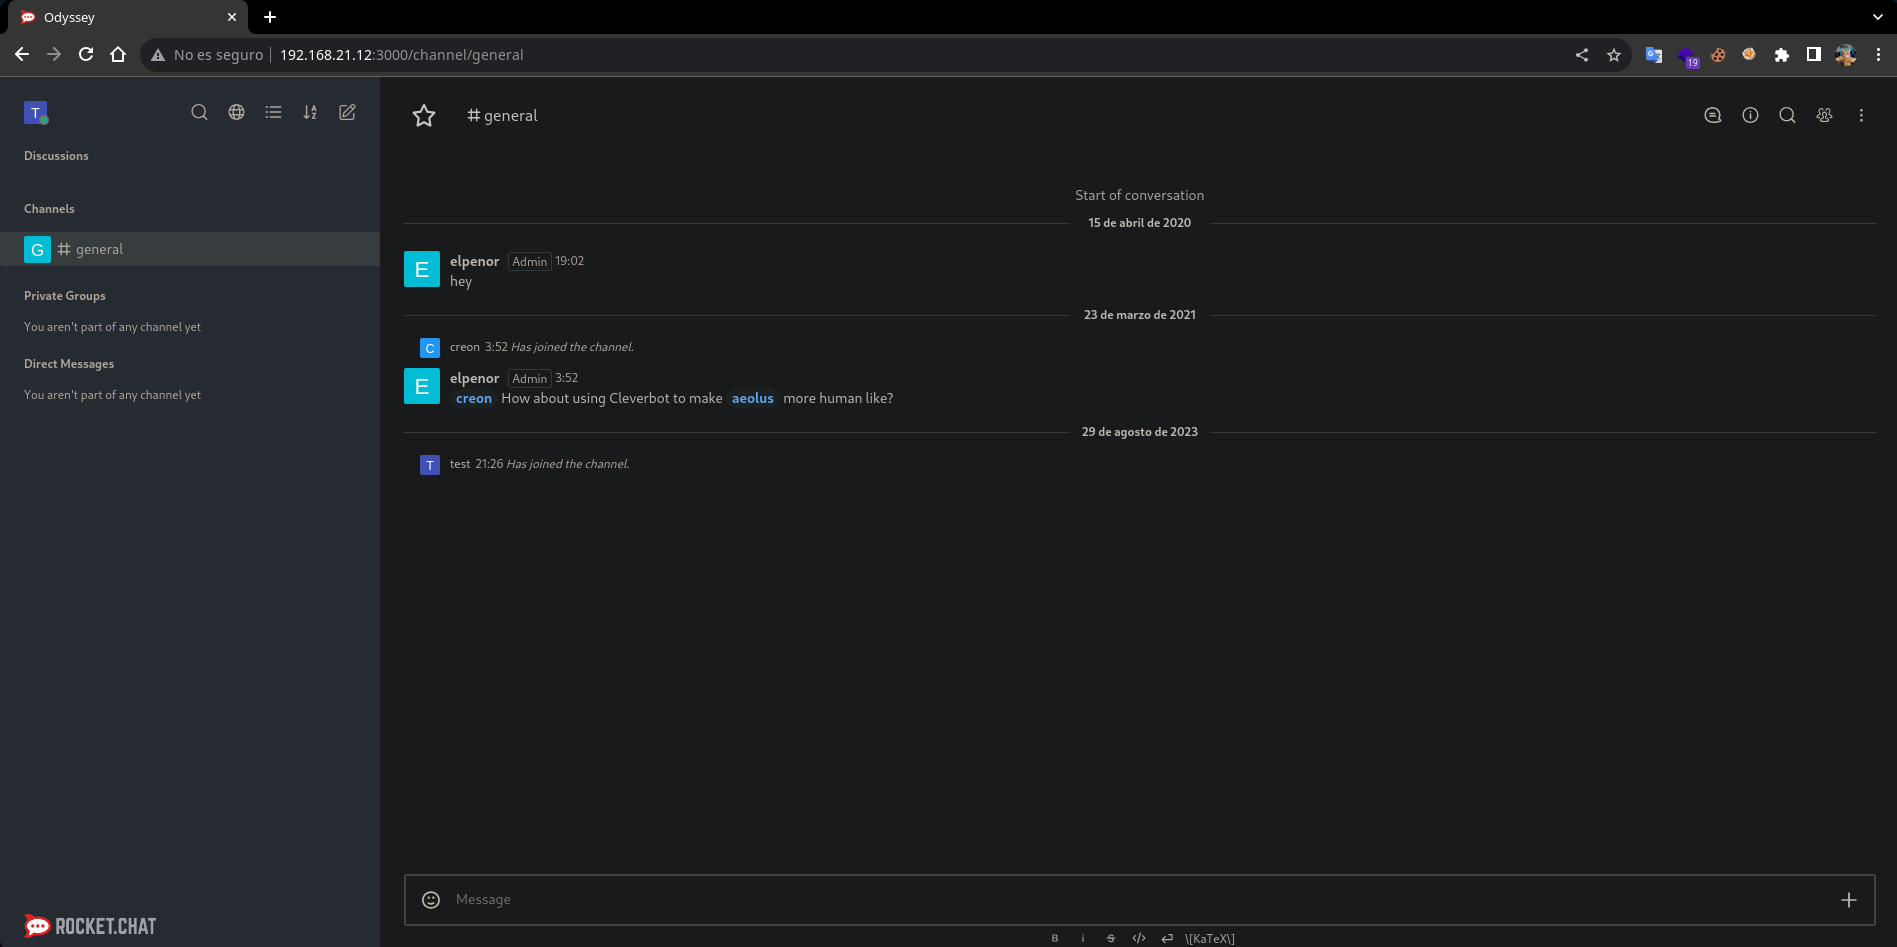 Odyssey
No es seguro 192.168.21.12:3000/channel/general
19
T
Discussions
Channels
G general
Private Groups
You aren't part of any channel yet
Direct Messages
You aren't part of any channel yet
ROCKET.CHAT
# general
Start of conversation
15 de abril de 2020
E
elpenor Admin 19:02
hey
23 de marzo de 2021
C creon 3:52 Has joined the channel.
E
elpenor Admin 3:52
creon How about using Cleverbot to make aeolus more human like?
29 de agosto de 2023
T test 21:26 Has joined the channel.
Message
B i S </> \[KaTeX\]